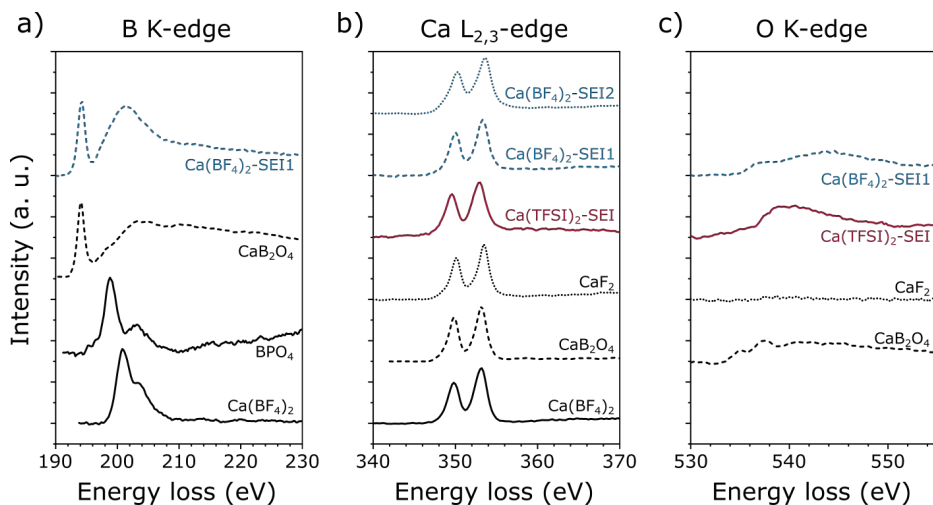 a) B K-edge
b) Ca L2,3-edge
c) O K-edge
Intensity (a. u.)
Ca(BF4)2-SEI1
CaB2O4
BPO4
Ca(BF4)2
190 200 210 220 230
Energy loss (eV)
Ca(BF4)2-SEI2
Ca(BF4)2-SEI1
Ca(TFSI)2-SEI
CaF2
CaB2O4
Ca(BF4)2
340 350 360 370
Energy loss (eV)
Ca(BF4)2-SEI1
Ca(TFSI)2-SEI
CaF2
CaB2O4
530 540 550
Energy loss (eV)